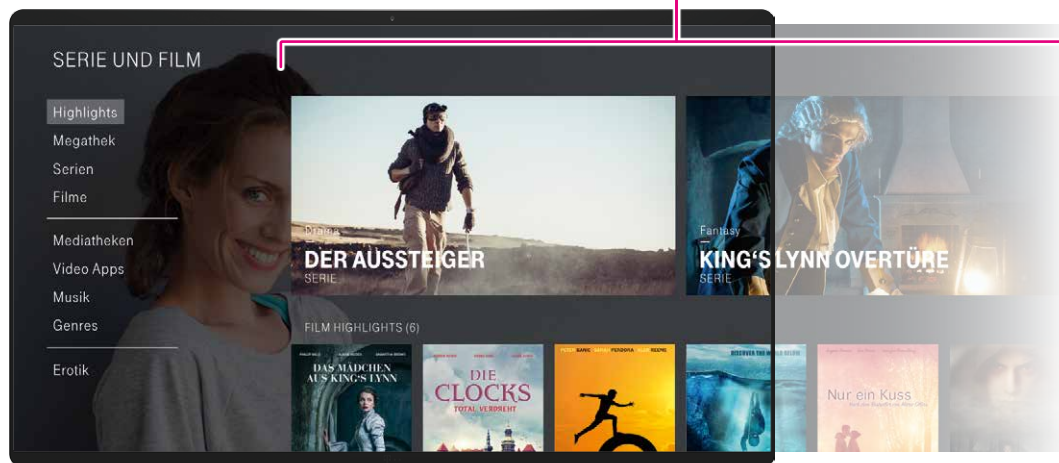 SERIE UND FILM
Highlights
Megathek
Serien
Filme
Mediatheken
Video Apps
Musik
Genres
Erotik
Drama
DER AUSSTEIGER
SERIE
Fantasy
KING'S LYNN OVERTÜRE
SERIE
FILM HIGHLIGHTS (6)
DAS MÄDCHEN
AUS KING'S LYNN
DIE
CLOCKS
TOTAL VERDREHT
DISCOVER THE WORLD BELOW
Nur ein Kuss